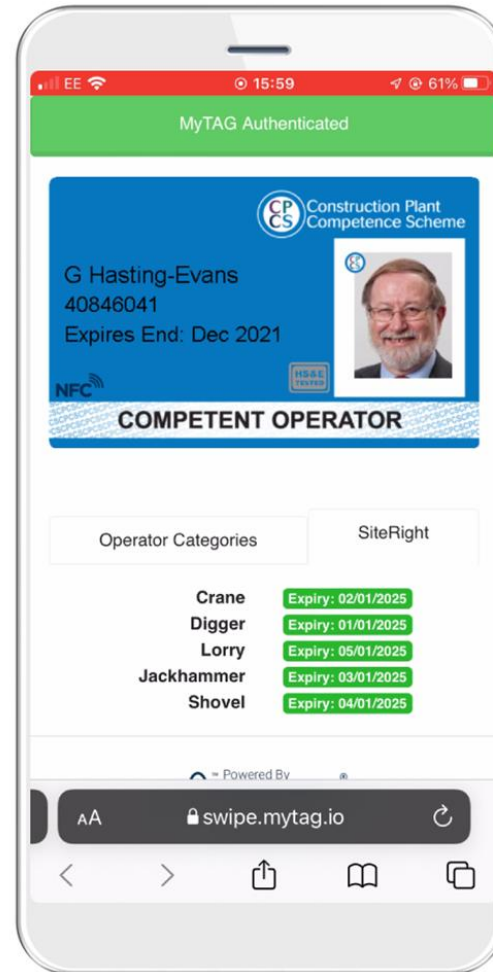 EE 15:59 61%
MyTAG Authenticated
CP
CS
Construction Plant
Competence Scheme
G Hasting-Evans
40846041
Expires End: Dec 2021
HS&E
TESTED
NFC
COMPETENT OPERATOR
Operator Categories SiteRight
Crane Expiry: 02/01/2025
Digger Expiry: 01/01/2025
Lorry Expiry: 05/01/2025
Jackhammer Expiry: 03/01/2025
Shovel Expiry: 04/01/2025
Powered By
AA swipe.mytag.io